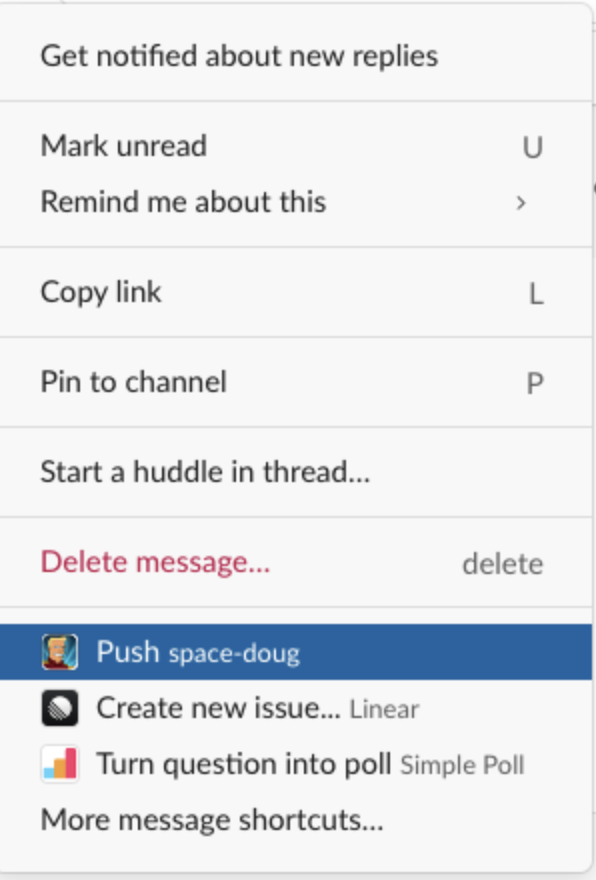 Get notified about new replies
Mark unread U
Remind me about this >
Copy link L
Pin to channel P
Start a huddle in thread...
Delete message... delete
Push space-doug
Create new issue... Linear
Turn question into poll Simple Poll
More message shortcuts...